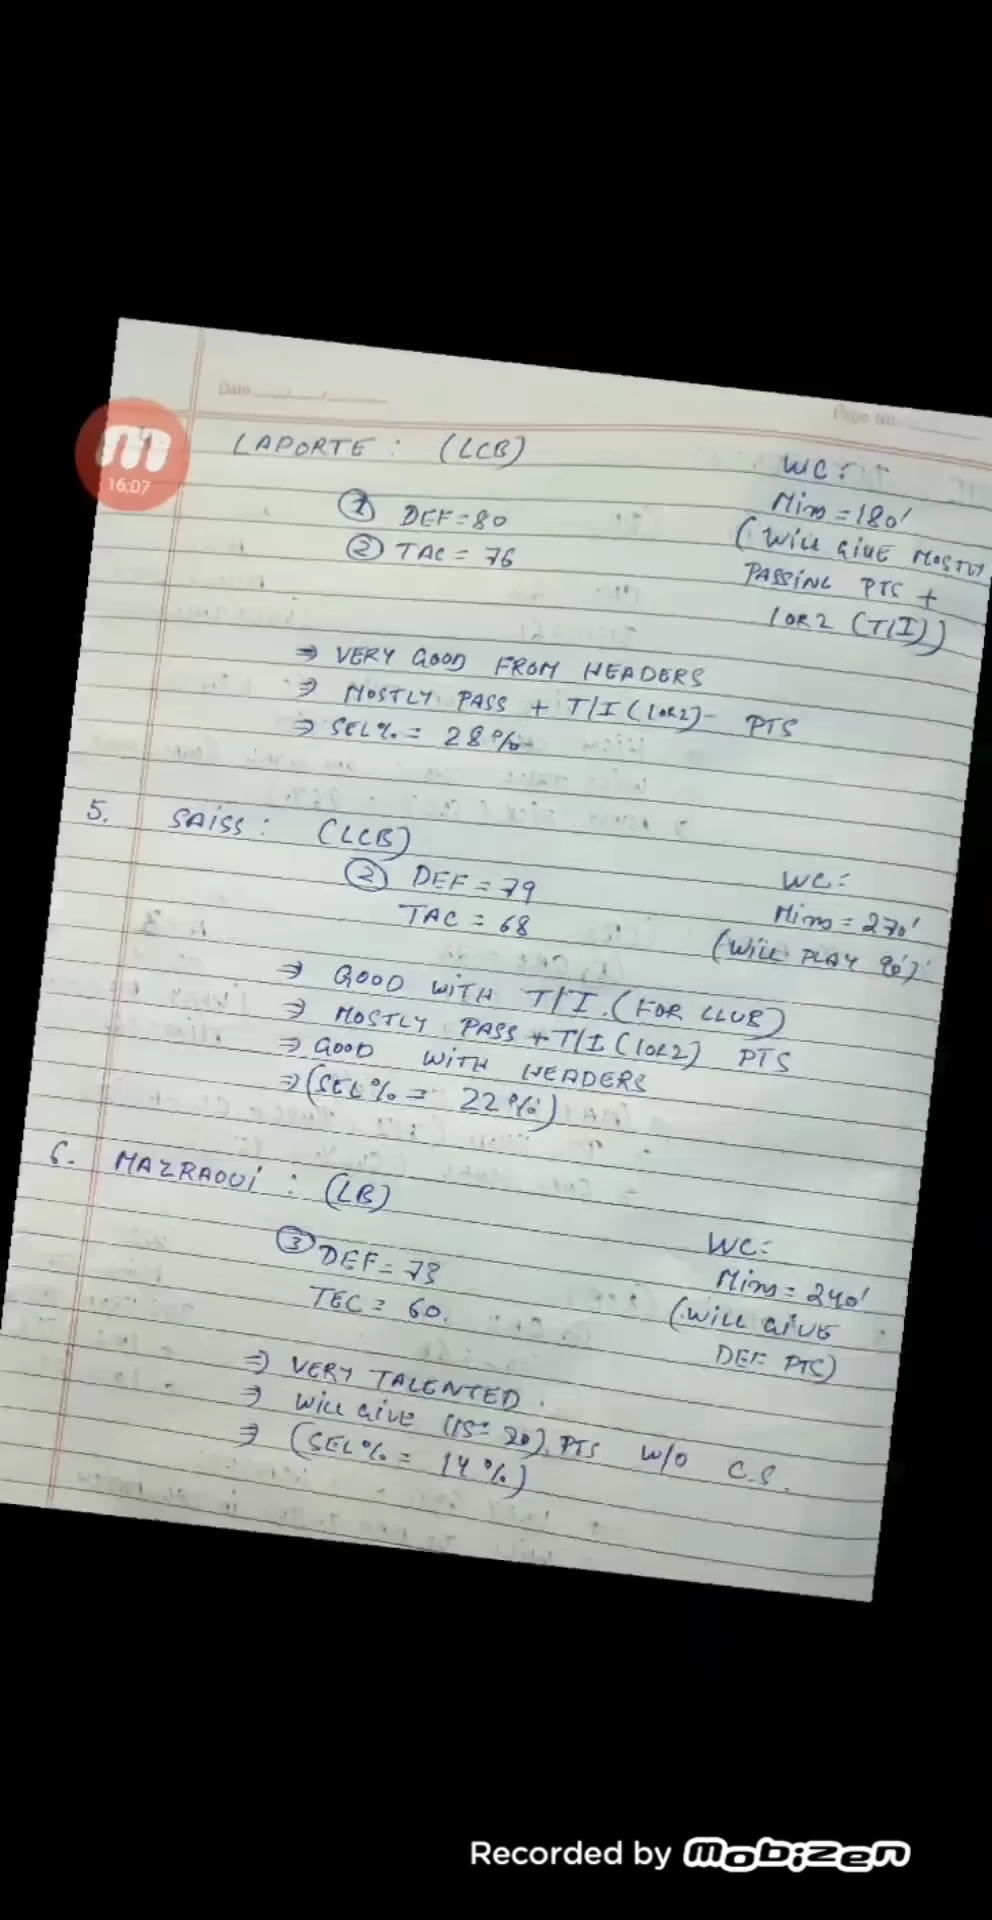 Date
Page No.
LAPORTE : (LCB)
WC:
① DEF = 80
Mins = 180'
② TAC = 76
(WILL GIVE MOSTLY
PASSING PTS +
1 OR 2 (T/I))
⇒ VERY GOOD FROM HEADERS
⇒ MOSTLY PASS + T/I (1 OR 2) - PTS
⇒ SEL% = 28%
5. SAISS : (LCB)
② DEF = 79
WC:
TAC = 68
Mins = 270'
(WILL PLAY 90')
⇒ GOOD WITH T/I. (FOR CLUB)
⇒ MOSTLY PASS + T/I (1 OR 2) PTS
⇒ GOOD WITH HEADERS
⇒ (SEL% = 22%)
6. MAZRAOUI : (LB)
③ DEF = 73
WC:
TEC = 60.
Mins = 240'
(WILL GIVE
DEF PTS)
⇒ VERY TALENTED.
⇒ WILL GIVE (15-20) PTS W/O C.S.
⇒ (SEL% = 14%)
16:07
Recorded by mobizen